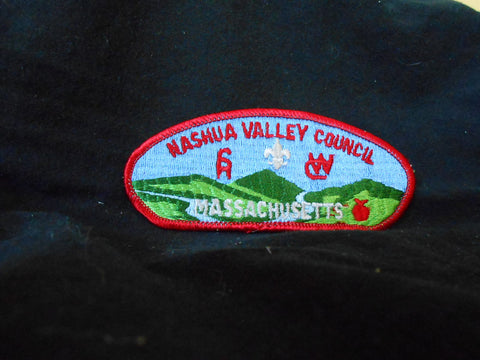 NASHUA VALLEY COUNCIL
MASSACHUSETTS